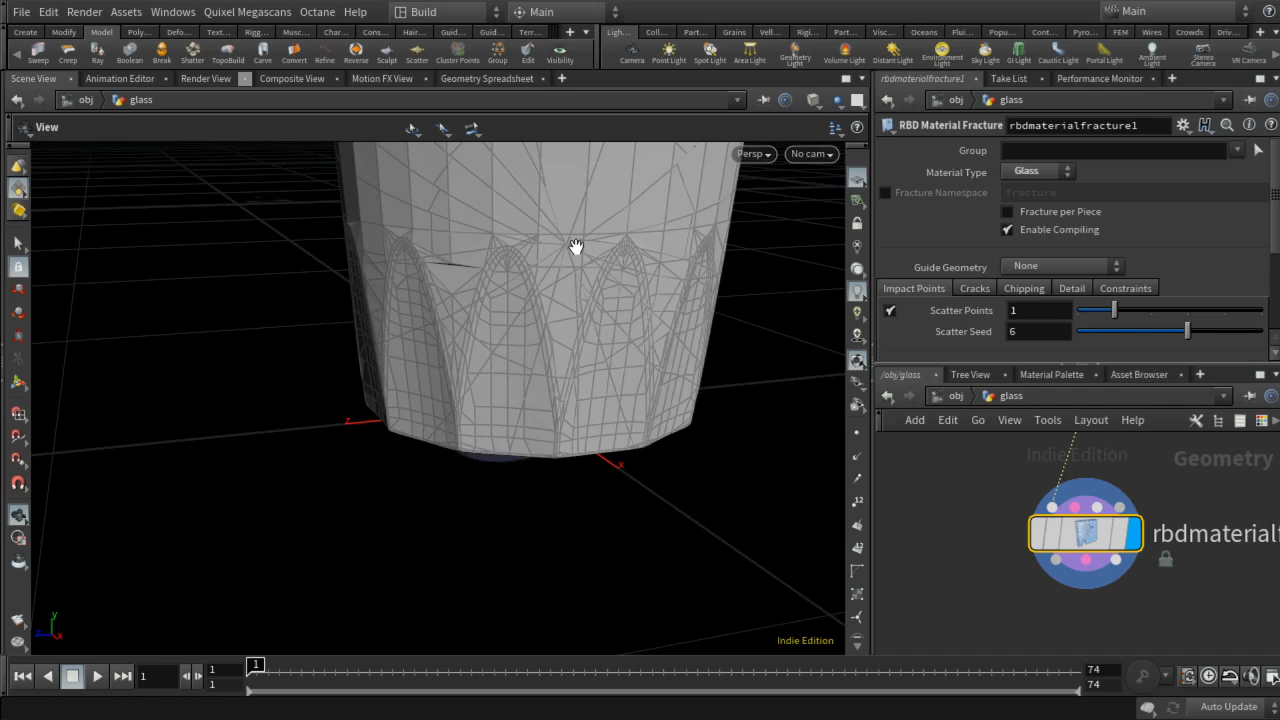 File Edit Render Assets Windows Quixel Megascans Octane Help Build Main Main
Create Modify Model Poly... Defo... Text... Rigg... Musc... Char... Cons... Hair... Guid... Guid... Terr... Ligh... Coll... Part... Grains Vell... Rigi... Part... Visc... Oceans Flui... Popu... Cont... Pyro... FEM Wires Crowds Driv...
Sweep Creep Ray Boolean Break Shatter TopoBuild Carve Convert Refine Reverse Sculpt Scatter Cluster Points Group Edit Visibility Camera Point Light Spot Light Area Light Geometry Light Volume Light Distant Light Environment Light Sky Light GI Light Caustic Light Portal Light Ambient Light Stereo Camera VR Camera
Scene View Animation Editor Render View Composite View Motion FX View Geometry Spreadsheet rbdmaterialfracture1 Take List Performance Monitor
obj glass obj glass
View RBD Material Fracture rbdmaterialfracture1
Persp No cam Group
Material Type Glass
Fracture Namespace fracture
Fracture per Piece
Enable Compiling
Guide Geometry None
Impact Points Cracks Chipping Detail Constraints
Scatter Points 1
Scatter Seed 6
/obj/glass Tree View Material Palette Asset Browser
obj glass
Add Edit Go View Tools Layout Help
Indie Edition Geometry
rbdmaterialf
z x
y
z x
Indie Edition
1 1 1 1 74
74
Auto Update